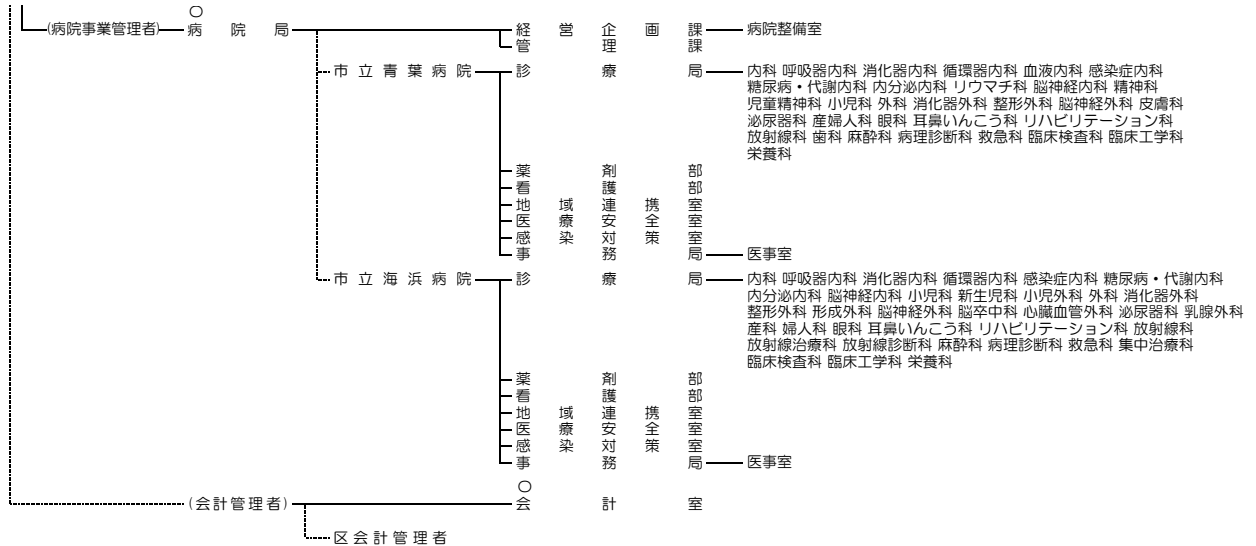 〇
(病院事業管理者) 病院局 経営企画課 病院整備室
管理課
市立青葉病院 診療局 内科 呼吸器内科 消化器内科 循環器内科 血液内科 感染症内科
糖尿病・代謝内科 内分泌内科 リウマチ科 脳神経内科 精神科
児童精神科 小児科 外科 消化器外科 整形外科 脳神経外科 皮膚科
泌尿器科 産婦人科 眼科 耳鼻いんこう科 リハビリテーション科
放射線科 歯科 麻酔科 病理診断科 救急科 臨床検査科 臨床工学科
栄養科
薬剤部
看護部
地域連携室
医療安全室
感染対策室
事務局 医事室
市立海浜病院 診療局 内科 呼吸器内科 消化器内科 循環器内科 感染症内科 糖尿病・代謝内科
内分泌内科 脳神経内科 小児科 新生児科 小児外科 外科 消化器外科
整形外科 形成外科 脳神経外科 脳卒中科 心臓血管外科 泌尿器科 乳腺外科
産科 婦人科 眼科 耳鼻いんこう科 リハビリテーション科 放射線科
放射線治療科 放射線診断科 麻酔科 病理診断科 救急科 集中治療科
臨床検査科 臨床工学科 栄養科
薬剤部
看護部
地域連携室
医療安全室
感染対策室
事務局 医事室
〇
(会計管理者) 会計室
区会計管理者